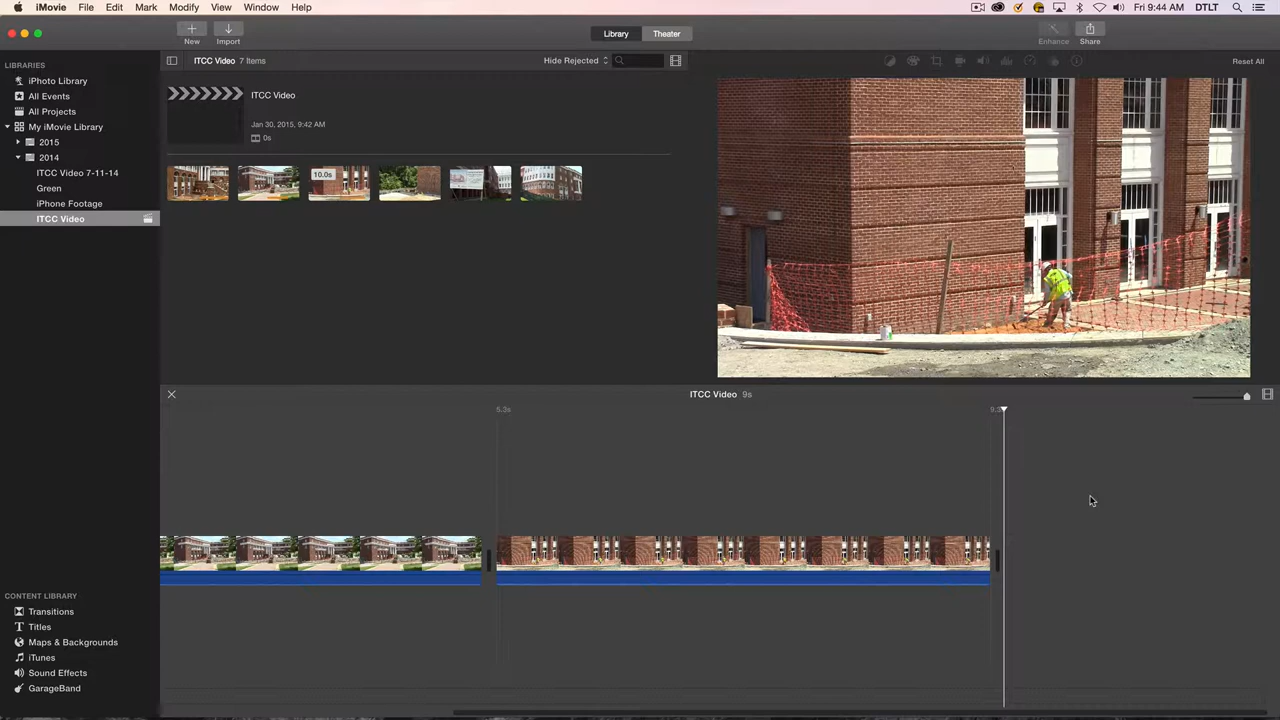 iMovie File Edit Mark Modify View Window Help
Fri 9:44 AM DTLT
New Import
Library Theater
Enhance Share
LIBRARIES
ITCC Video 7 Items
Hide Rejected
Reset All
iPhoto Library
All Events
All Projects
My iMovie Library
2015
2014
ITCC Video 7-11-14
Green
iPhone Footage
ITCC Video
ITCC Video
Jan 30, 2015, 9:42 AM
0s
10.0s
ITCC Video 9s
5.3s
CONTENT LIBRARY
Transitions
Titles
Maps & Backgrounds
iTunes
Sound Effects
GarageBand